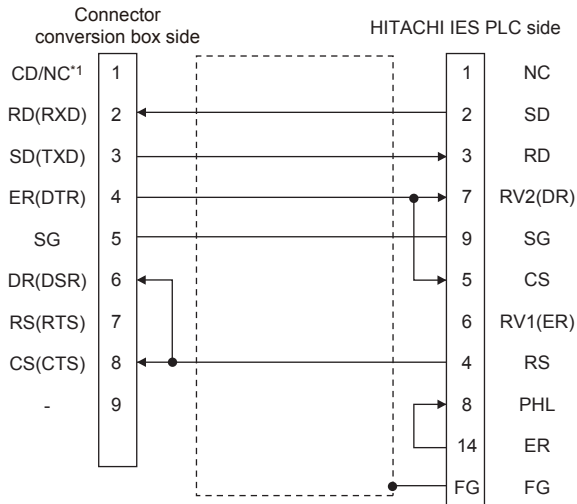 Connector
conversion box side
HITACHI IES PLC side
CD/NC*1 1 1 NC
RD(RXD) 2 2 SD
SD(TXD) 3 3 RD
ER(DTR) 4 7 RV2(DR)
SG 5 9 SG
DR(DSR) 6 5 CS
RS(RTS) 7 6 RV1(ER)
CS(CTS) 8 4 RS
- 9 8 PHL
14 ER
FG FG